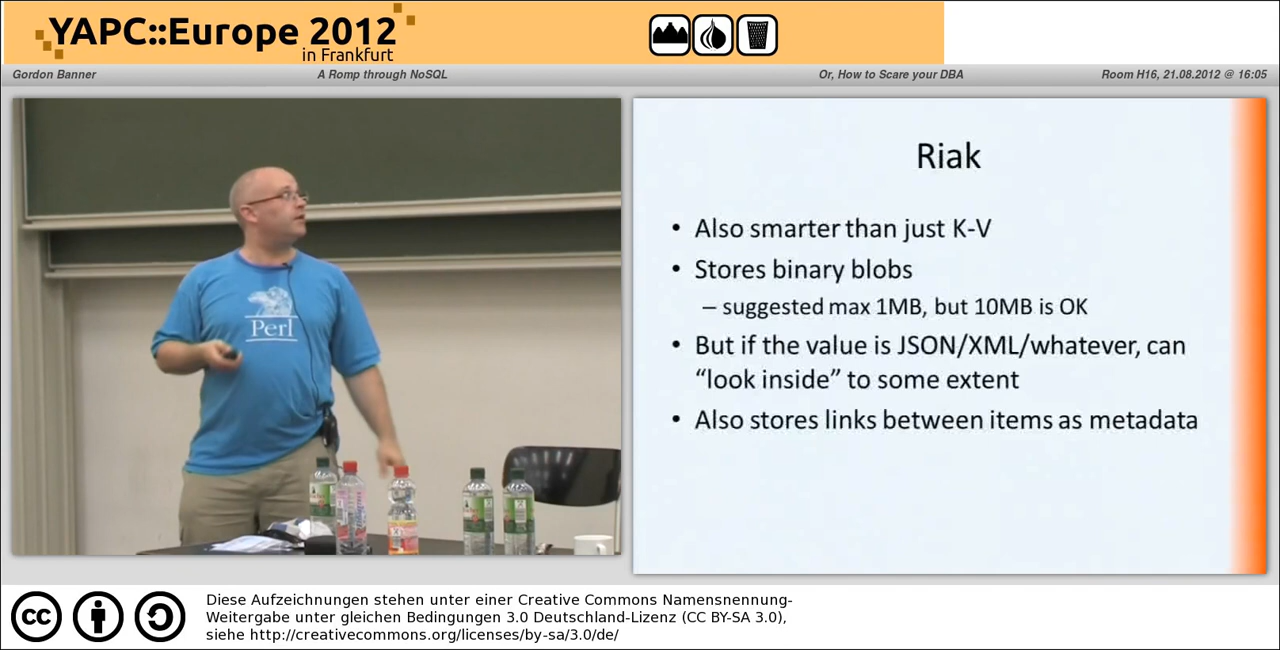 YAPC::Europe 2012
in Frankfurt
Gordon Banner
A Romp through NoSQL
Or, How to Scare your DBA
Room H16, 21.08.2012 @ 16:05
Perl
Riak
• Also smarter than just K-V
• Stores binary blobs
– suggested max 1MB, but 10MB is OK
• But if the value is JSON/XML/whatever, can
“look inside” to some extent
• Also stores links between items as metadata
cc
Diese Aufzeichnungen stehen unter einer Creative Commons Namensnennung-
Weitergabe unter gleichen Bedingungen 3.0 Deutschland-Lizenz (CC BY-SA 3.0),
siehe http://creativecommons.org/licenses/by-sa/3.0/de/